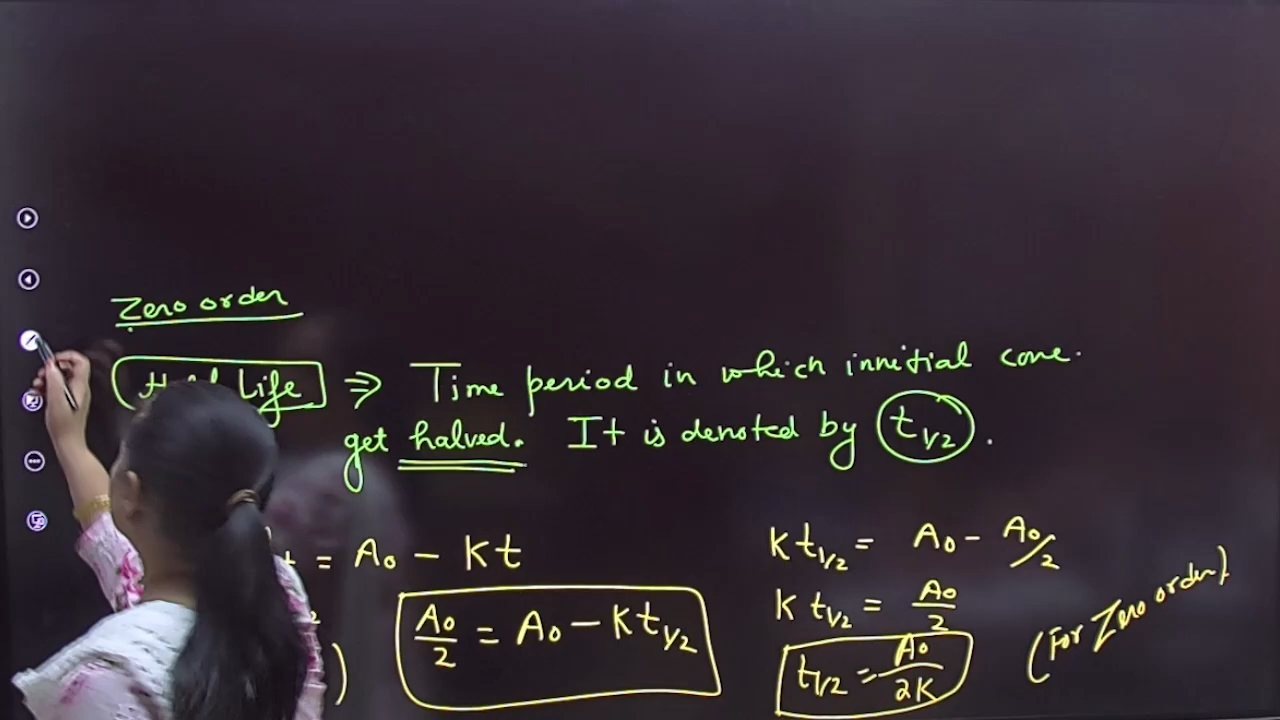 Zero order
Life ⇒ Time period in which innitial conc.
get halved. It is denoted by t1/2.
t = A0 - Kt
A0/2 = A0 - Kt1/2
Kt1/2 = A0 - A0/2
Kt1/2 = A0/2
t1/2 = A0/2K
(For Zero order)